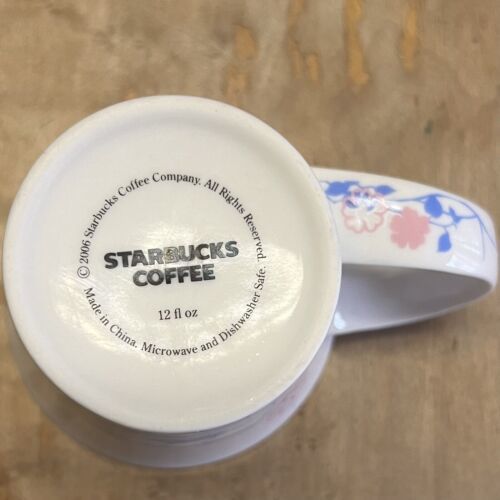 © 2006 Starbucks Coffee Company. All Rights Reserved.
STARBUCKS
COFFEE
12 fl oz
Made in China. Microwave and Dishwasher Safe.